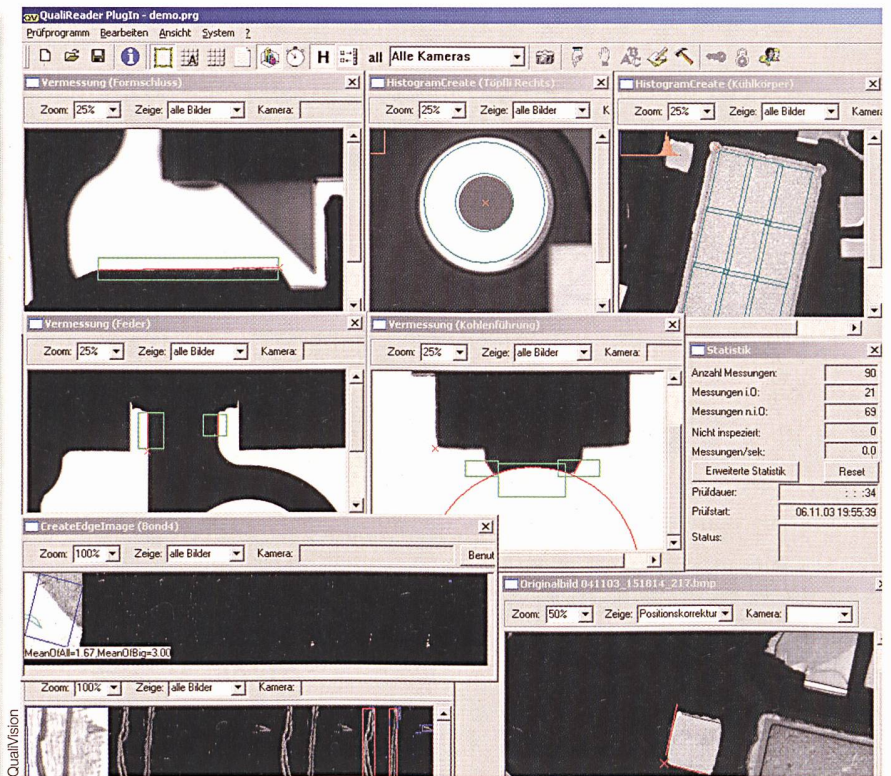 QualiReader PlugIn - demo.prg
Prüfprogramm Bearbeiten Ansicht System ?
H all Alle Kameras
Vermessung (Formschluss)
Zoom: 25% Zeige: alle Bilder Kamera:
HistogramCreate (Töpfli Rechts)
Zoom: 25% Zeige: alle Bilder K
HistogramCreate (Kühlkörper)
Zoom: 25% Zeige: alle Bilder Kamera
Vermessung (Feder)
Zoom: 25% Zeige: alle Bilder Kamera:
Vermessung (Kohlenführung)
Zoom: 25% Zeige: alle Bilder Kamera:
Statistik
Anzahl Messungen: 90
Messungen i.O: 21
Messungen n.i.O: 69
Nicht inspeziert: 0
Messungen/sek: 0,0
Erweiterte Statistik Reset
Prüfdauer: : : :34
Prüfstart: 06.11.03 19:55:39
Status:
CreateEdgeImage (Bond4)
Zoom: 100% Zeige: alle Bilder Kamera: Benut
MeanOfAll=1.67,MeanOfBig=3.00
Originalbild 041103_151814_217.bmp
Zoom: 50% Zeige: Positionskorrektur Kamera:
Zoom: 100% Zeige: alle Bilder Kamera:
QualiVision